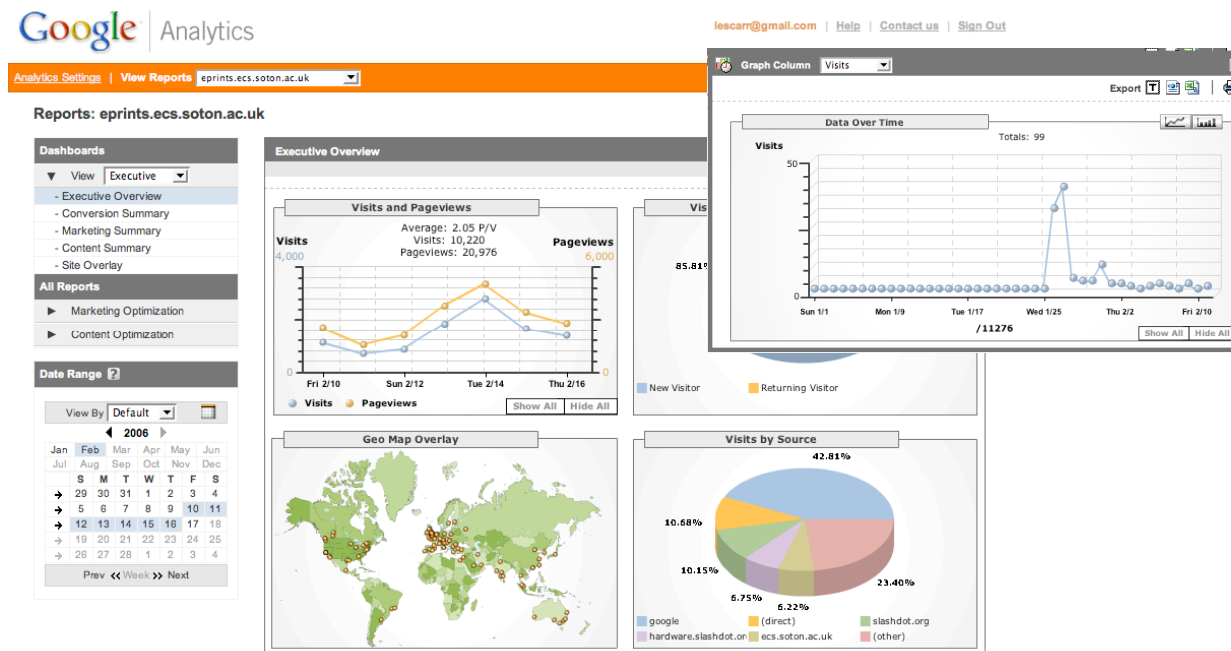 Google Analytics
lescarr@gmail.com | Help | Contact us | Sign Out
Analytics Settings | View Reports eprints.ecs.soton.ac.uk
Reports: eprints.ecs.soton.ac.uk
Dashboards
View Executive
- Executive Overview
- Conversion Summary
- Marketing Summary
- Content Summary
- Site Overlay
All Reports
Marketing Optimization
Content Optimization
Date Range ?
View By Default
2006
Jan Feb Mar Apr May Jun
Jul Aug Sep Oct Nov Dec
S M T W T F S
29 30 31 1 2 3 4
5 6 7 8 9 10 11
12 13 14 15 16 17 18
19 20 21 22 23 24 25
26 27 28 1 2 3 4
Prev << Week >> Next
Executive Overview
Visits and Pageviews
Average: 2.05 P/V
Visits: 10,220
Pageviews: 20,976
Visits
Pageviews
4,000
6,000
0
0
Fri 2/10 Sun 2/12 Tue 2/14 Thu 2/16
Visits Pageviews
Show All Hide All
Vis
85.81%
New Visitor Returning Visitor
Graph Column Visits
Export T
Data Over Time
Totals: 99
Visits
50
0
Sun 1/1 Mon 1/9 Tue 1/17 Wed 1/25 Thu 2/2 Fri 2/10
/11276
Show All Hide All
Geo Map Overlay
Visits by Source
42.81%
10.68%
10.15%
6.75%
6.22%
23.40%
google (direct) slashdot.org
hardware.slashdot.or ecs.soton.ac.uk (other)